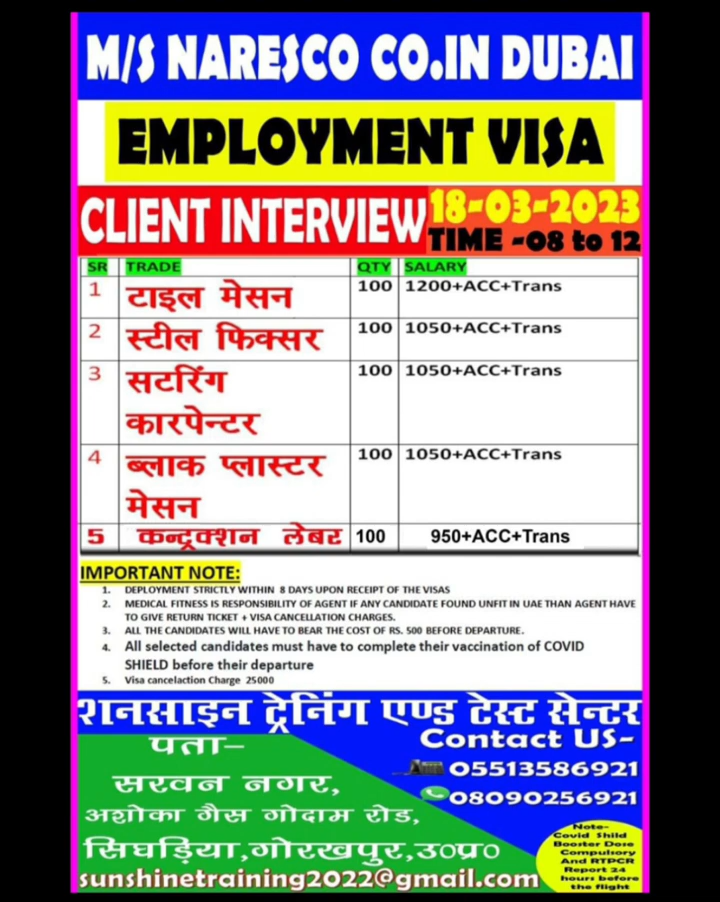 M/S NARESCO CO.IN DUBAI
EMPLOYMENT VISA
CLIENT INTERVIEW 18-03-2023
TIME -08 to 12
SR TRADE QTY SALARY
1 टाइल मेसन 100 1200+ACC+Trans
2 स्टील फिक्सर 100 1050+ACC+Trans
3 सटरिंग 100 1050+ACC+Trans
कारपेन्टर
4 ब्लाक प्लास्टर 100 1050+ACC+Trans
मेसन
5 कन्ट्रक्शन लेबर 100 950+ACC+Trans
IMPORTANT NOTE:
1. DEPLOYMENT STRICTLY WITHIN 8 DAYS UPON RECEIPT OF THE VISAS
2. MEDICAL FITNESS IS RESPONSIBILITY OF AGENT IF ANY CANDIDATE FOUND UNFIT IN UAE THAN AGENT HAVE
TO GIVE RETURN TICKET + VISA CANCELLATION CHARGES.
3. ALL THE CANDIDATES WILL HAVE TO BEAR THE COST OF RS. 500 BEFORE DEPARTURE.
4. All selected candidates must have to complete their vaccination of COVID
SHIELD before their departure
5. Visa cancelaction Charge 25000
शनसाइन ट्रेनिंग एण्ड टेस्ट सेन्टर
पता–
सरवन नगर,
अशोका गैस गोदाम रोड,
सिघड़िया,गोरखपुर,उ०प्र०
sunshinetraining2022@gmail.com
Contact US-
05513586921
08090256921
Note-
Covid Shild
Booster Dose
Compulsory
And RTPCR
Report 24
hours before
the flight